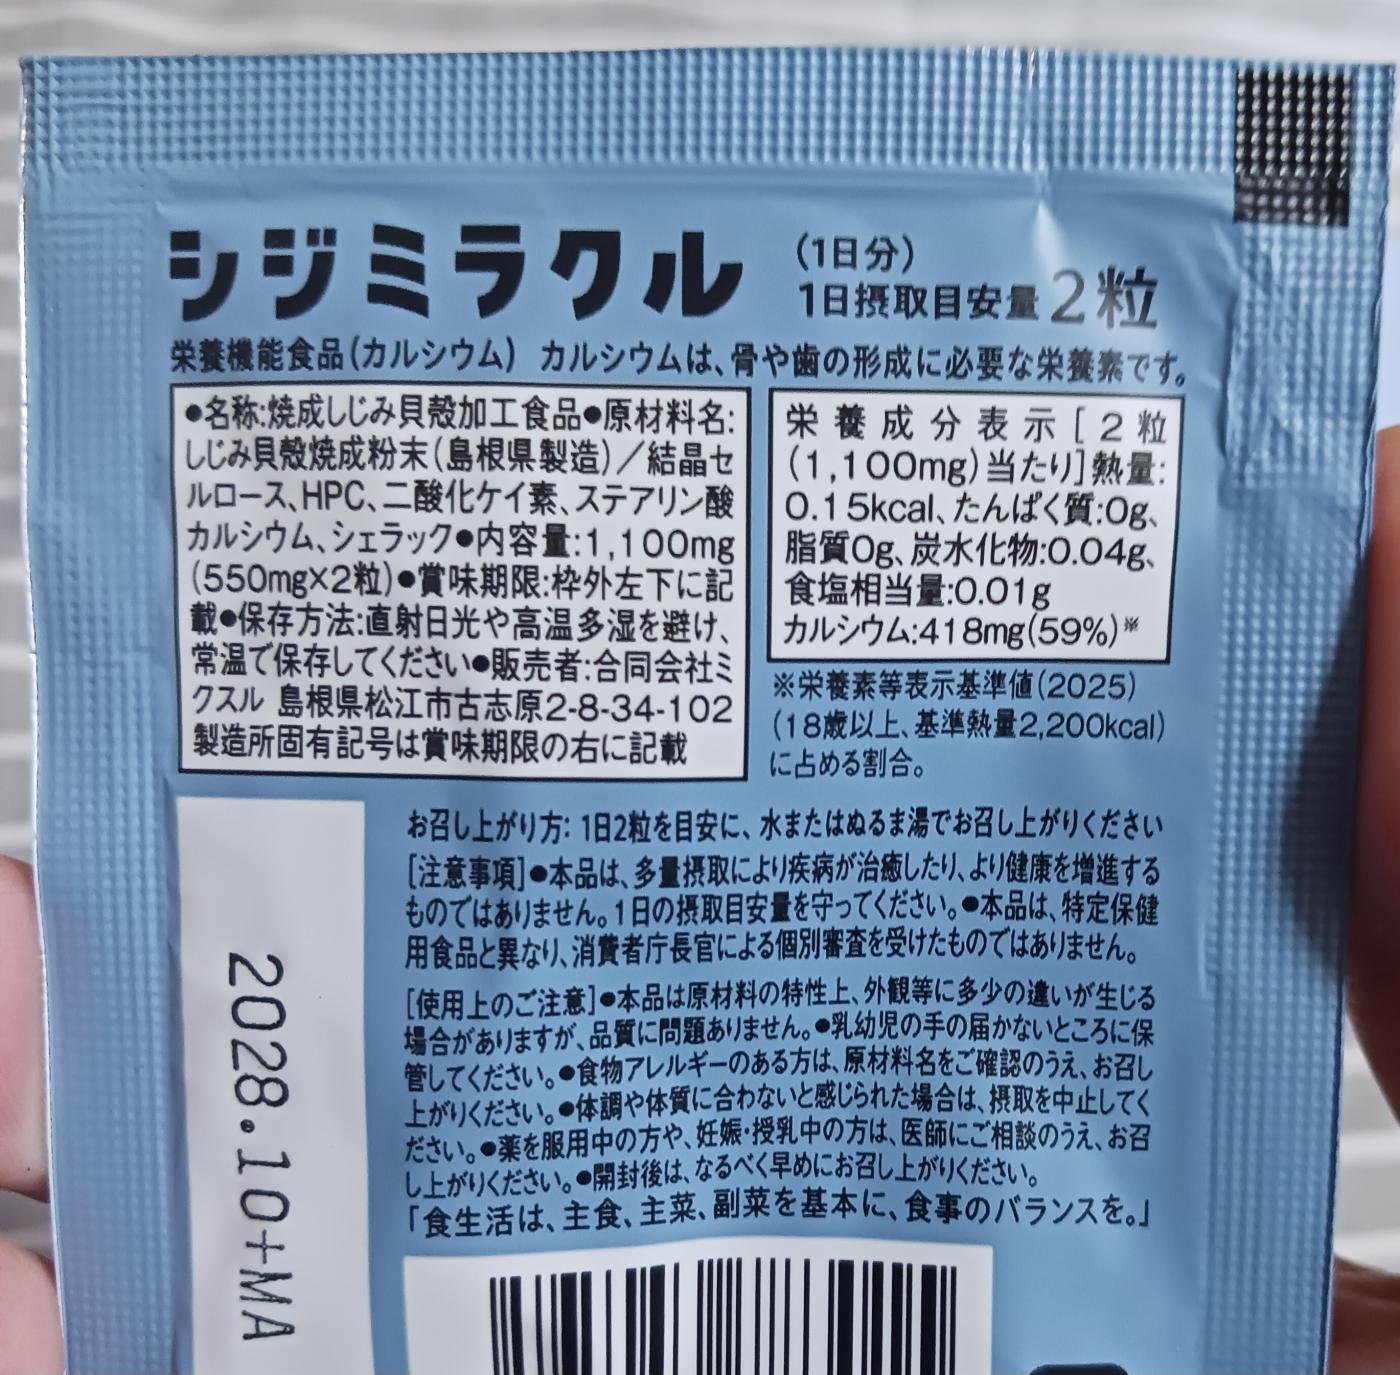 シジミラクル
(1日分)
1日摂取目安量2粒
栄養機能食品(カルシウム) カルシウムは、骨や歯の形成に必要な栄養素です。
●名称:焼成しじみ貝殻加工食品●原材料名:
しじみ貝殻焼成粉末(島根県製造)/結晶セ
ルロース、HPC、二酸化ケイ素、ステアリン酸
カルシウム、シェラック●内容量:1,100mg
(550mg×2粒)●賞味期限:枠外左下に記
載●保存方法:直射日光や高温多湿を避け、
常温で保存してください●販売者:合同会社ミ
クスル 島根県松江市古志原2-8-34-102
製造所固有記号は賞味期限の右に記載
栄養成分表示[2粒
(1,100mg)当たり]熱量:
0.15kcal、たんぱく質:0g、
脂質0g、炭水化物:0.04g、
食塩相当量:0.01g
カルシウム:418mg(59%)※
※栄養素等表示基準値(2025)
(18歳以上、基準熱量2,200kcal)
に占める割合。
お召し上がり方: 1日2粒を目安に、水またはぬるま湯でお召し上がりください
[注意事項]●本品は、多量摂取により疾病が治癒したり、より健康を増進する
ものではありません。1日の摂取目安量を守ってください。●本品は、特定保健
用食品と異なり、消費者庁長官による個別審査を受けたものではありません。
[使用上のご注意]●本品は原材料の特性上、外観等に多少の違いが生じる
場合がありますが、品質に問題ありません。●乳幼児の手の届かないところに保
管してください。●食物アレルギーのある方は、原材料名をご確認のうえ、お召し
上がりください。●体調や体質に合わないと感じられた場合は、摂取を中止してく
ださい。●薬を服用中の方や、妊娠・授乳中の方は、医師にご相談のうえ、お召
し上がりください。●開封後は、なるべく早めにお召し上がりください。
「食生活は、主食、主菜、副菜を基本に、食事のバランスを。」
2028.10+MA